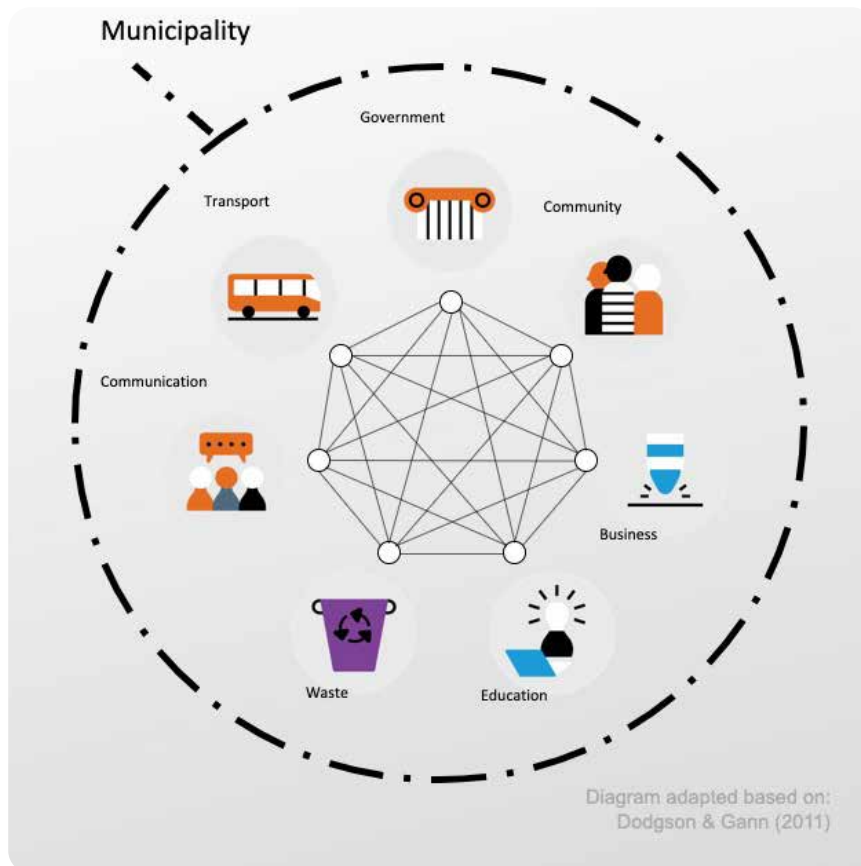 Municipality
Government
Transport
Community
Communication
Business
Waste
Education
Diagram adapted based on:
Dodgson & Gann (2011)